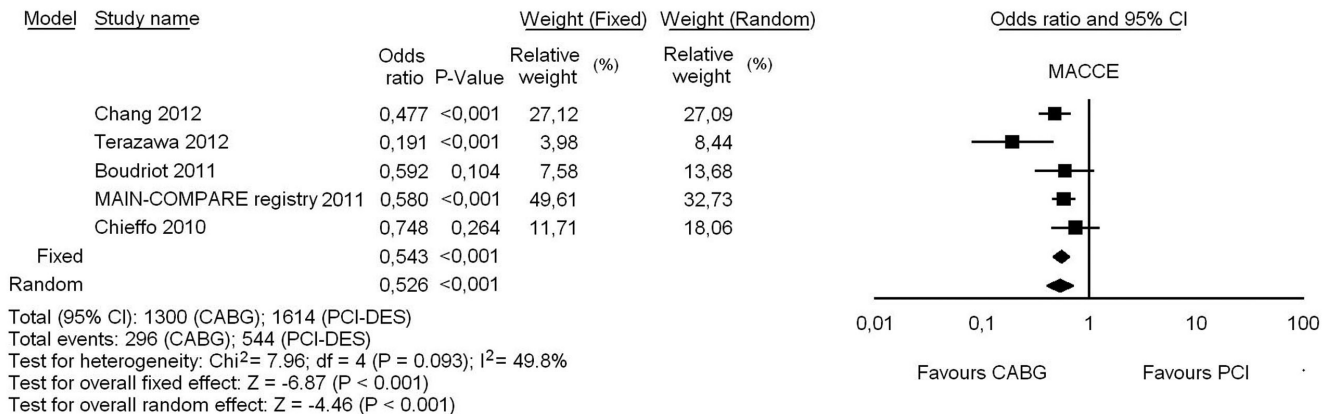 Model Study name Weight (Fixed) Weight (Random) Odds ratio and 95% CI
Odds ratio P-Value Relative weight (%) Relative weight (%)
MACCE
Chang 2012 0,477 <0,001 27,12 27,09
Terazawa 2012 0,191 <0,001 3,98 8,44
Boudriot 2011 0,592 0,104 7,58 13,68
MAIN-COMPARE registry 2011 0,580 <0,001 49,61 32,73
Chieffo 2010 0,748 0,264 11,71 18,06
Fixed 0,543 <0,001
Random 0,526 <0,001
0,01 0,1 1 10 100
Favours CABG Favours PCI
Total (95% CI): 1300 (CABG); 1614 (PCI-DES)
Total events: 296 (CABG); 544 (PCI-DES)
Test for heterogeneity: Chi²= 7.96; df = 4 (P = 0.093); I²= 49.8%
Test for overall fixed effect: Z = -6.87 (P < 0.001)
Test for overall random effect: Z = -4.46 (P < 0.001)